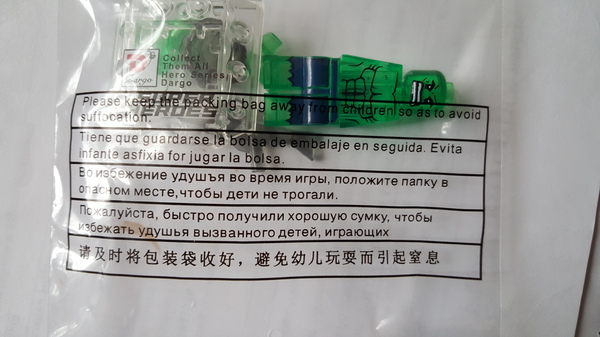 Collect
Them All
Hero Series,
Dargo
Dargo
SUPER
HEROES
Please keep the packing bag away from children so as to avoid
suffocation.
Tiene que guardarse la bolsa de embalaje en seguida. Evita
infante asfixia for jugar la bolsa.
Во избежение удушъя во время игры, положите папку в
опасном месте,чтобы дети не трогали.
Пожалуйста, быстро получили хорошую сумку, чтобы
избежать удушья вызванного детей, играющих
请及时将包装袋收好，避免幼儿玩耍而引起窒息